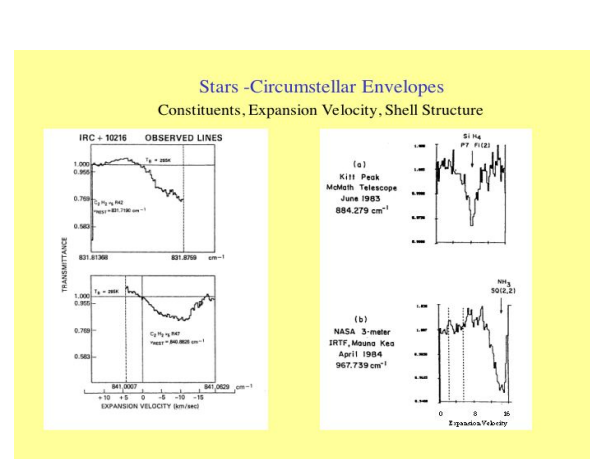 Stars -Circumstellar Envelopes
Constituents, Expansion Velocity, Shell Structure
IRC + 10216 OBSERVED LINES
1.000
0.955
0.769
0.583
831.81368 831.8759 cm-1
TRANSMITTANCE
1.000
0.955
0.769
0.583
841.0007 841.0629 cm-1
+10 +5 0 -5 -10 -15
EXPANSION VELOCITY (km/sec)
(a)
Kitt Peak
McMath Telescope
June 1983
884.279 cm-1
Si H4
P7 F1(2)
(b)
NASA 3-meter
IRTF, Mauna Kea
April 1984
967.739 cm-1
NH3
SQ(2,2)
0 8 16
Expansion Velocity